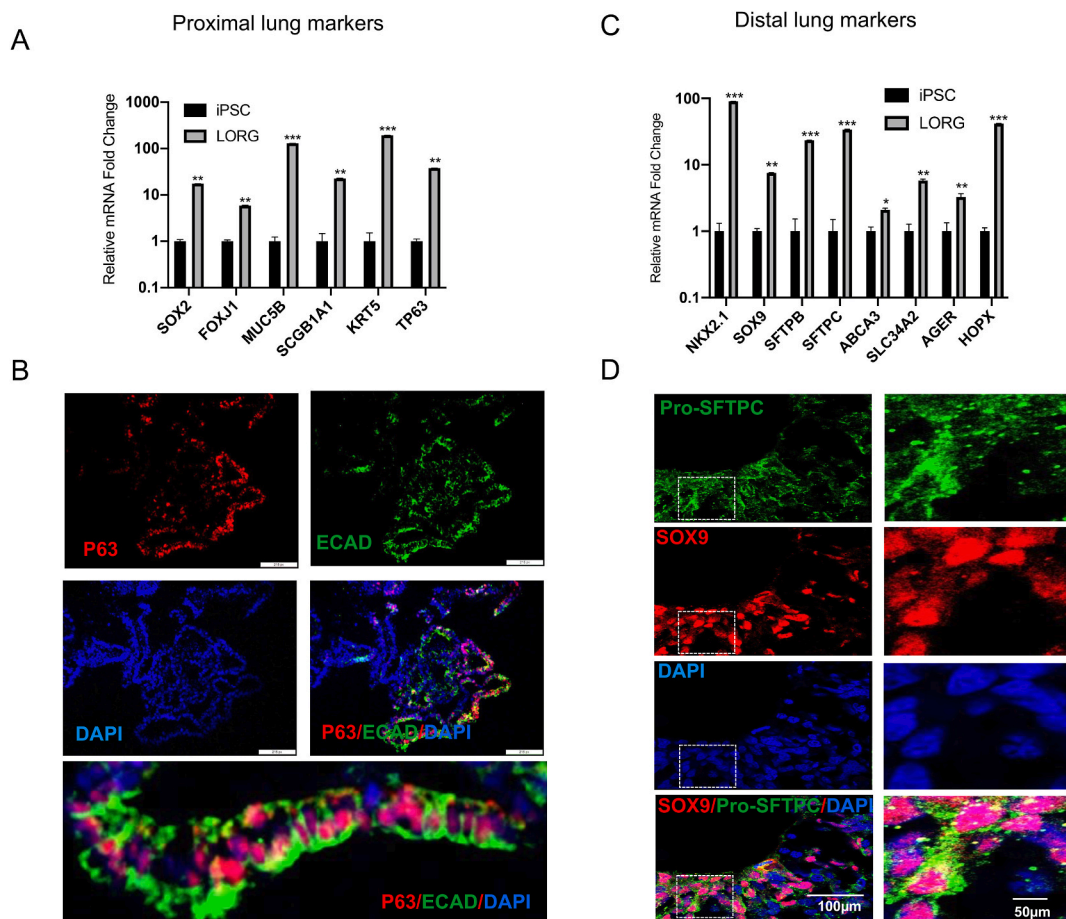 Proximal lung markers
A
Relative mRNA Fold Change
1000
100
10
1
0.1
iPSC
LORG
** ** *** ** *** **
SOX2
FOXJ1
MUC5B
SCGB1A1
KRT5
TP63
Distal lung markers
C
Relative mRNA Fold Change
100
10
1
0.1
iPSC
LORG
*** ** *** *** * ** ** ***
NKX2.1
SOX9
SFTPB
SFTPC
ABCA3
SLC34A2
AGER
HOPX
B
P63
ECAD
DAPI
P63/ECAD/DAPI
P63/ECAD/DAPI
D
Pro-SFTPC
SOX9
DAPI
SOX9/Pro-SFTPC/DAPI
100μm
50μm